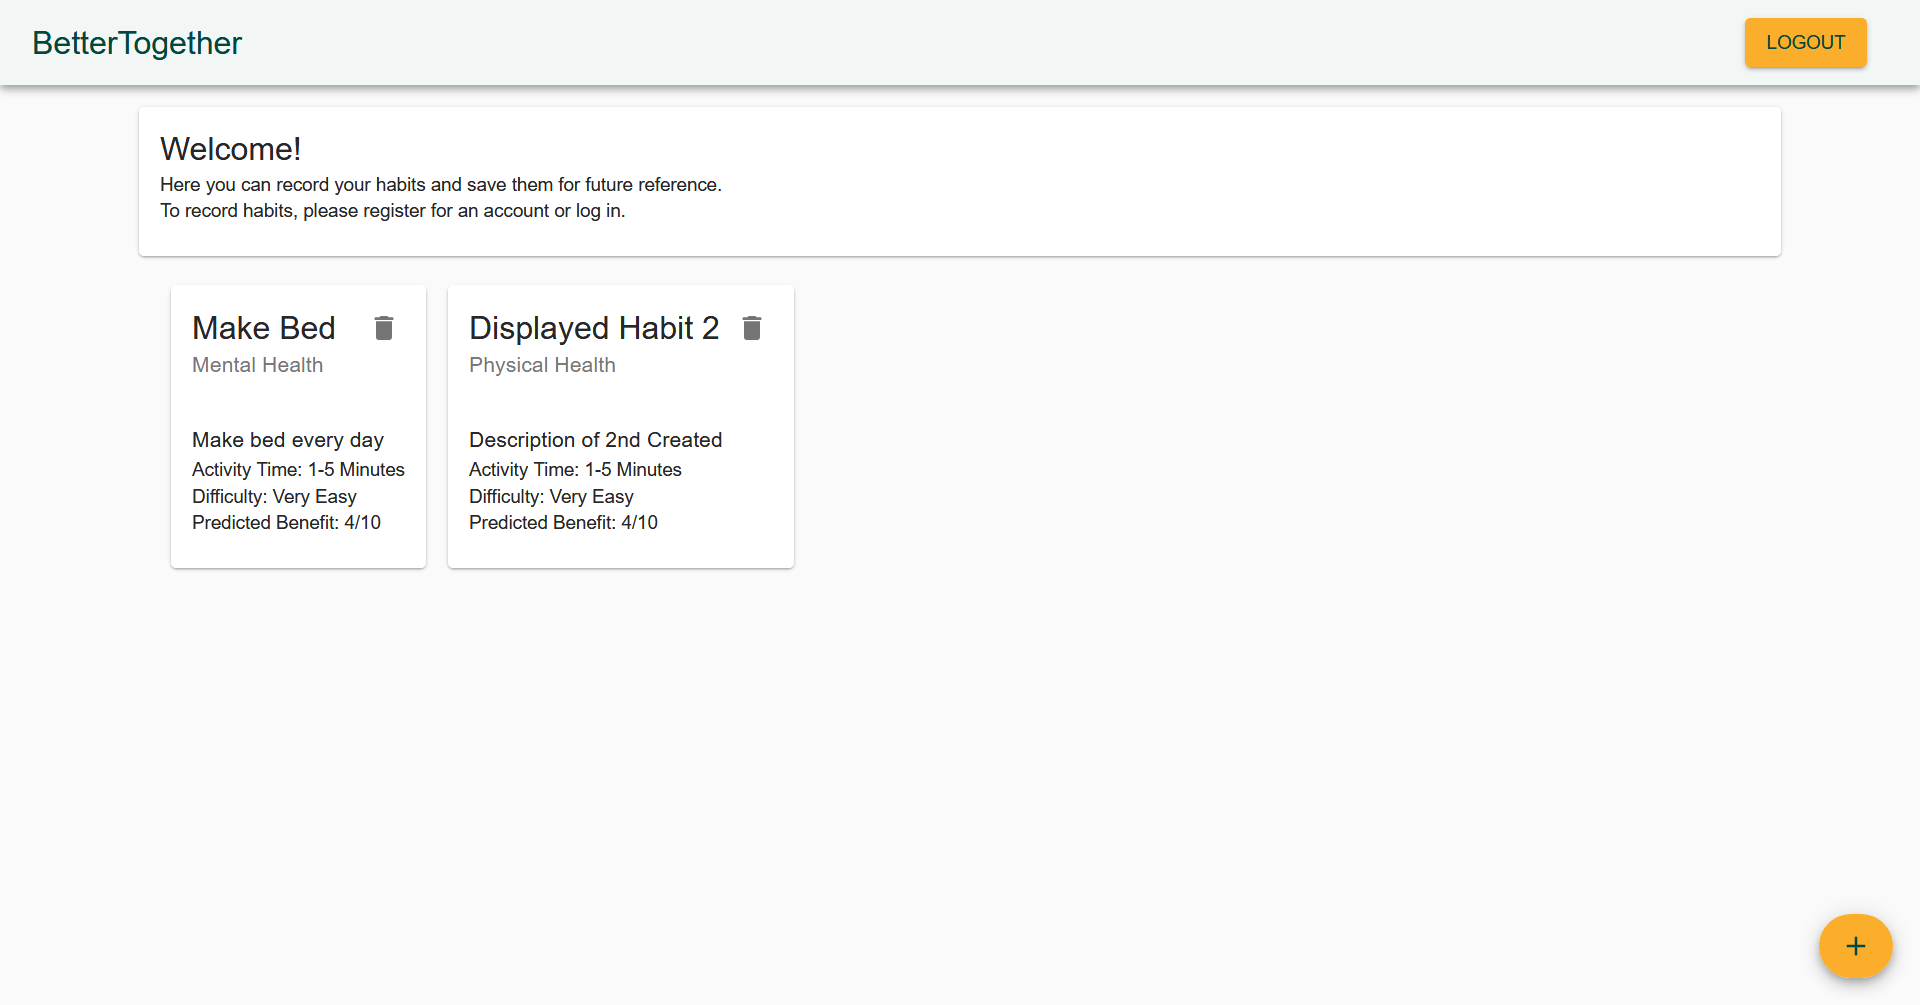 BetterTogether
LOGOUT
Welcome!
Here you can record your habits and save them for future reference.
To record habits, please register for an account or log in.
Make Bed
Mental Health
Make bed every day
Activity Time: 1-5 Minutes
Difficulty: Very Easy
Predicted Benefit: 4/10
Displayed Habit 2
Physical Health
Description of 2nd Created
Activity Time: 1-5 Minutes
Difficulty: Very Easy
Predicted Benefit: 4/10
+